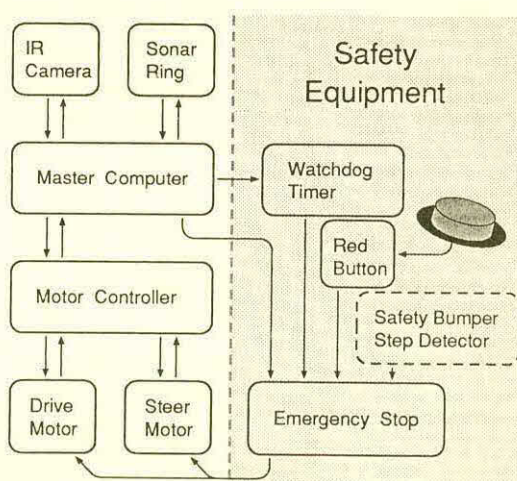 IR
Camera
Sonar
Ring
Safety
Equipment
Master Computer
Watchdog
Timer
Red
Button
Motor Controller
Safety Bumper
Step Detector
Drive
Motor
Steer
Motor
Emergency Stop